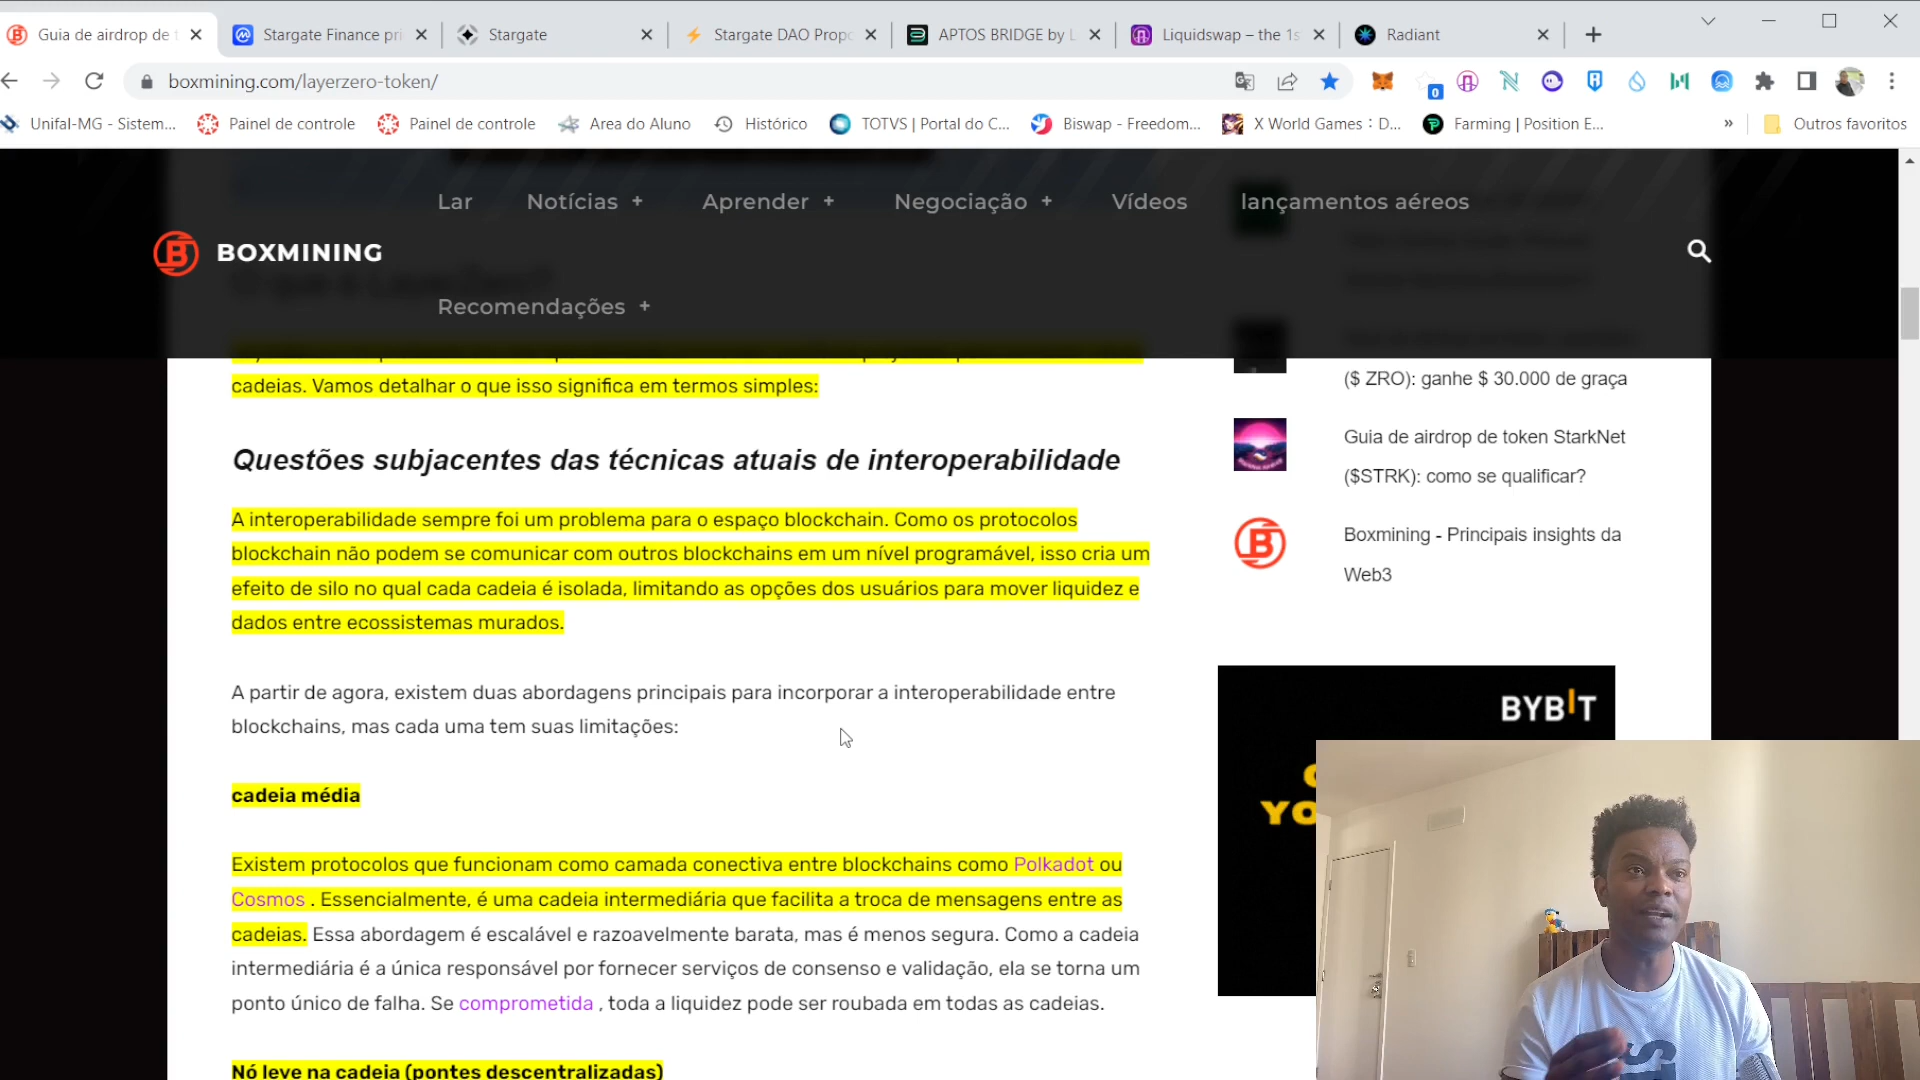 Guia de airdrop de t
Stargate Finance pri
Stargate
Stargate DAO Propo
APTOS BRIDGE by L
Liquidswap – the 1s
Radiant
boxmining.com/layerzero-token/
0
Unifal-MG - Sistem...
Painel de controle
Painel de controle
Area do Aluno
Histórico
TOTVS | Portal do C...
Biswap - Freedom...
X World Games : D...
Farming | Position E...
»
Outros favoritos
Lar
Notícias +
Aprender +
Negociação +
Vídeos
lançamentos aéreos
BOXMINING
Recomendações +
cadeias. Vamos detalhar o que isso significa em termos simples:
Questões subjacentes das técnicas atuais de interoperabilidade
A interoperabilidade sempre foi um problema para o espaço blockchain. Como os protocolos
blockchain não podem se comunicar com outros blockchains em um nível programável, isso cria um
efeito de silo no qual cada cadeia é isolada, limitando as opções dos usuários para mover liquidez e
dados entre ecossistemas murados.
A partir de agora, existem duas abordagens principais para incorporar a interoperabilidade entre
blockchains, mas cada uma tem suas limitações:
cadeia média
Existem protocolos que funcionam como camada conectiva entre blockchains como Polkadot ou
Cosmos . Essencialmente, é uma cadeia intermediária que facilita a troca de mensagens entre as
cadeias. Essa abordagem é escalável e razoavelmente barata, mas é menos segura. Como a cadeia
intermediária é a única responsável por fornecer serviços de consenso e validação, ela se torna um
ponto único de falha. Se comprometida , toda a liquidez pode ser roubada em todas as cadeias.
Nó leve na cadeia (pontes descentralizadas)
($ ZRO): ganhe $ 30.000 de graça
Guia de airdrop de token StarkNet
($STRK): como se qualificar?
Boxmining - Principais insights da
Web3
BYBIT
YO